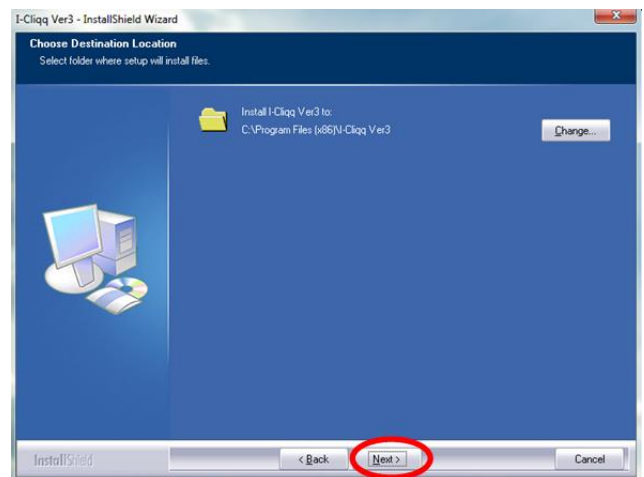 I-Cliqq Ver3 - InstallShield Wizard
Choose Destination Location
Select folder where setup will install files.
Install I-Cliqq Ver3 to:
C:\Program Files (x86)\I-Cliqq Ver3
Change...
InstallShield
< Back
Next >
Cancel